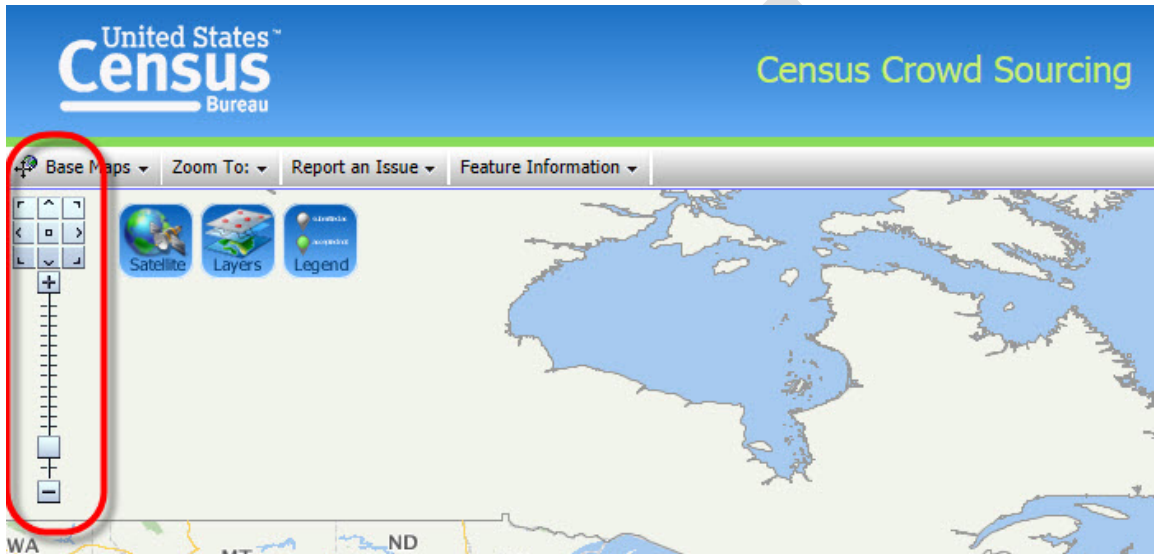 United States™
Census
Bureau
Census Crowd Sourcing
Base Maps Zoom To: Report an Issue Feature Information
Satellite Layers Legend
WA MT ND